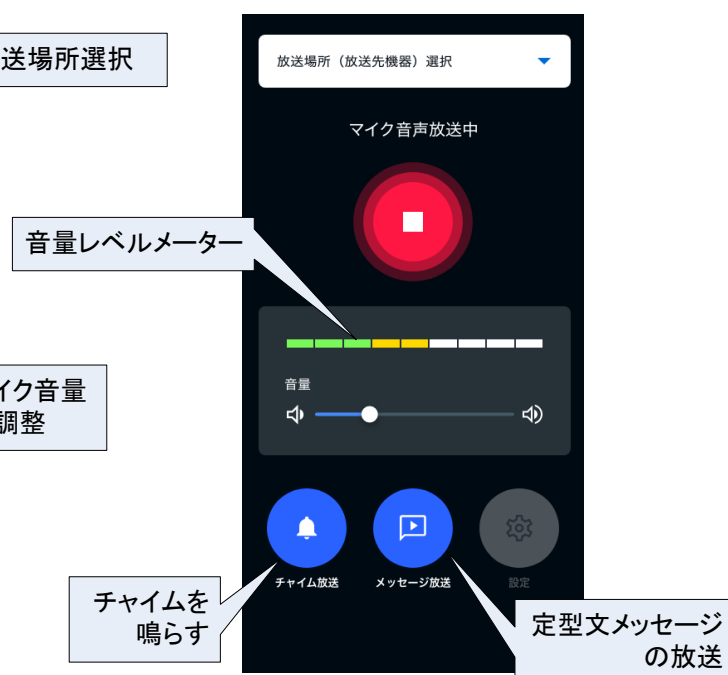 送場所選択
放送場所（放送先機器）選択
マイク音声放送中
音量レベルメーター
イク音量
調整
音量
チャイム放送
メッセージ放送
設定
チャイムを
鳴らす
定型文メッセージ
の放送